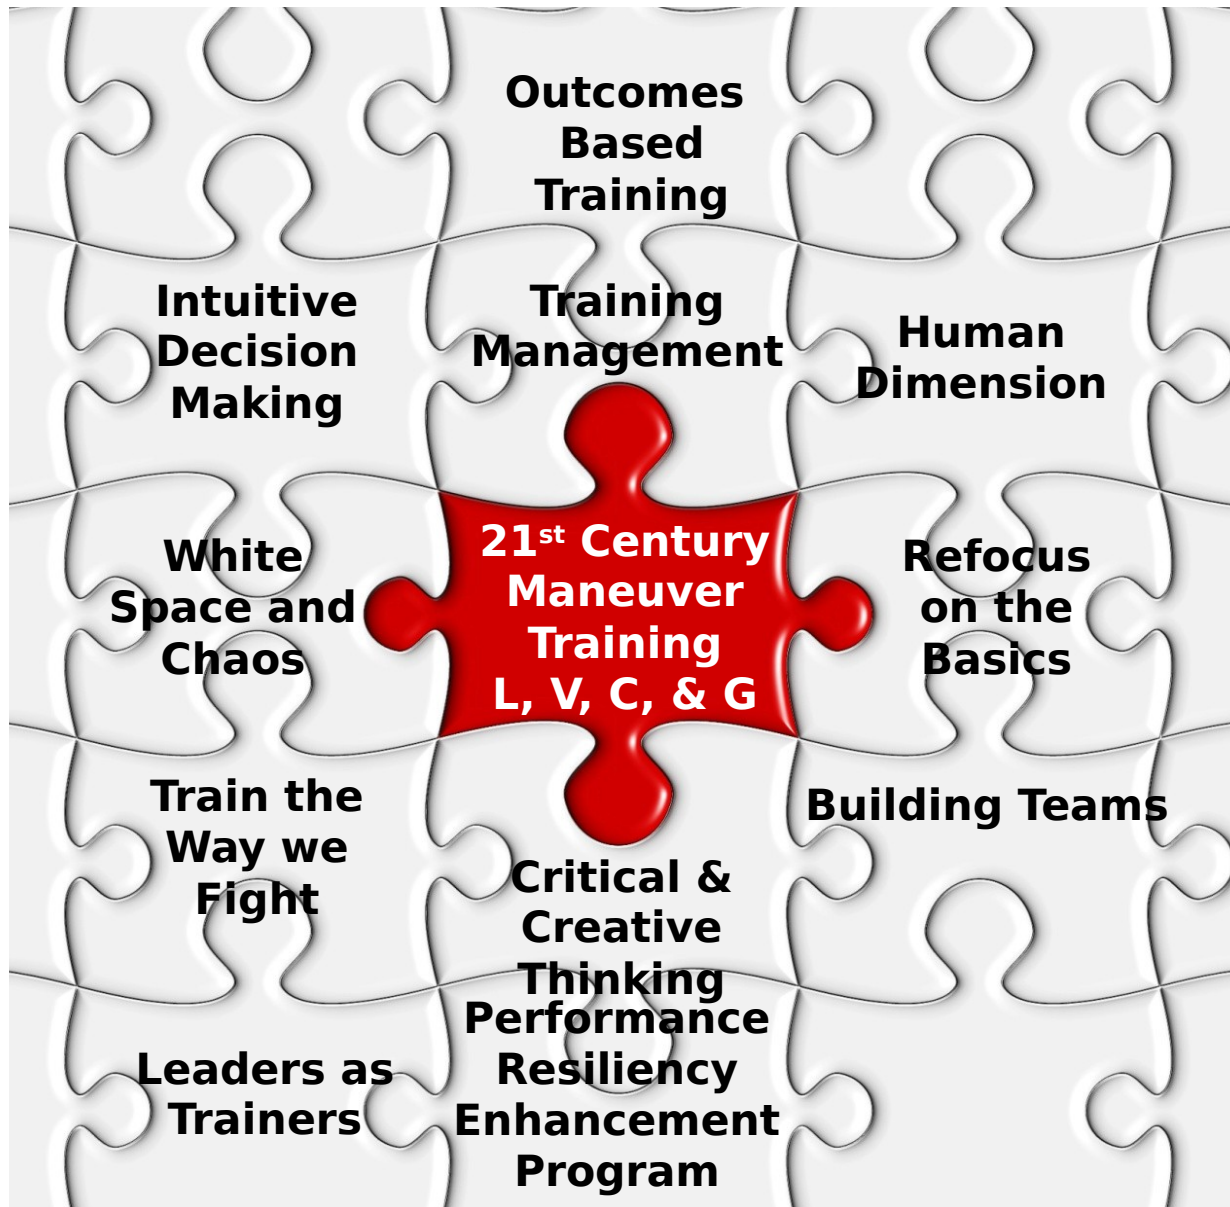 Outcomes
Based
Training
Intuitive
Decision
Making
Training
Management
Human
Dimension
White
Space and
Chaos
21st Century
Maneuver
Training
L, V, C, & G
Refocus
on the
Basics
Train the
Way we
Fight
Critical &
Creative
Thinking
Building Teams
Leaders as
Trainers
Performance
Resiliency
Enhancement
Program